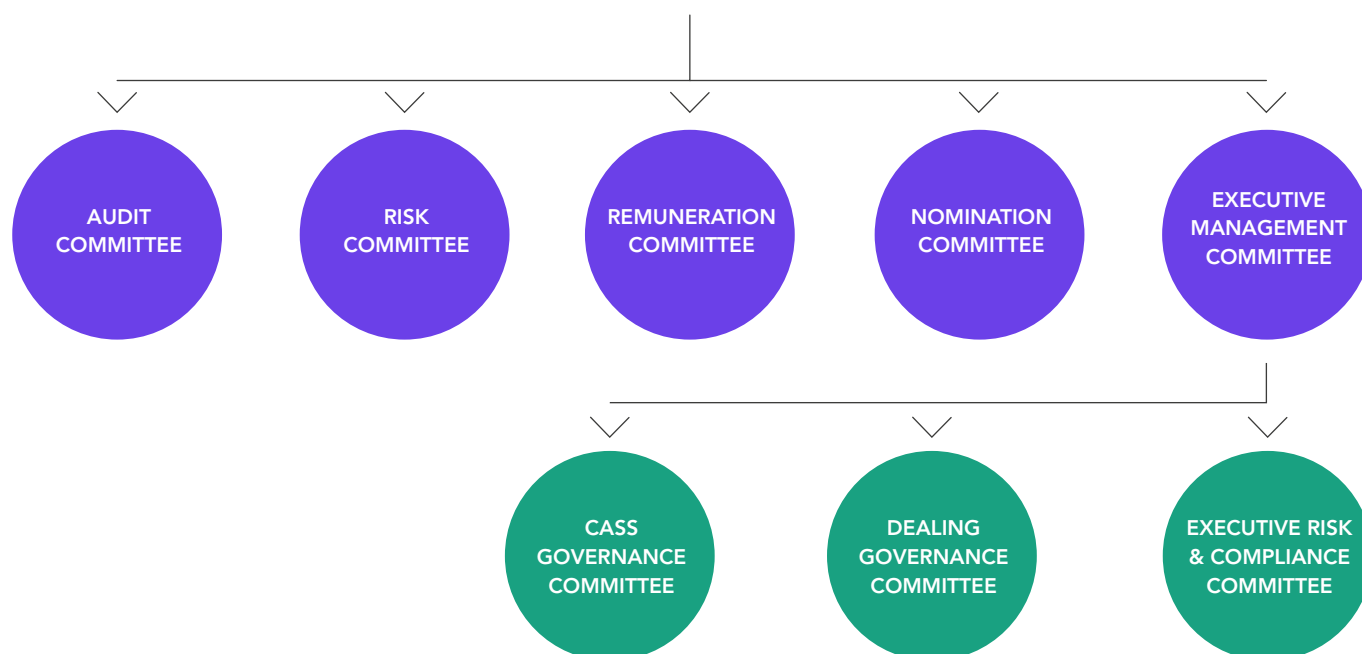 AUDIT
COMMITTEE
RISK
COMMITTEE
REMUNERATION
COMMITTEE
NOMINATION
COMMITTEE
EXECUTIVE
MANAGEMENT
COMMITTEE
CASS
GOVERNANCE
COMMITTEE
DEALING
GOVERNANCE
COMMITTEE
EXECUTIVE RISK
& COMPLIANCE
COMMITTEE